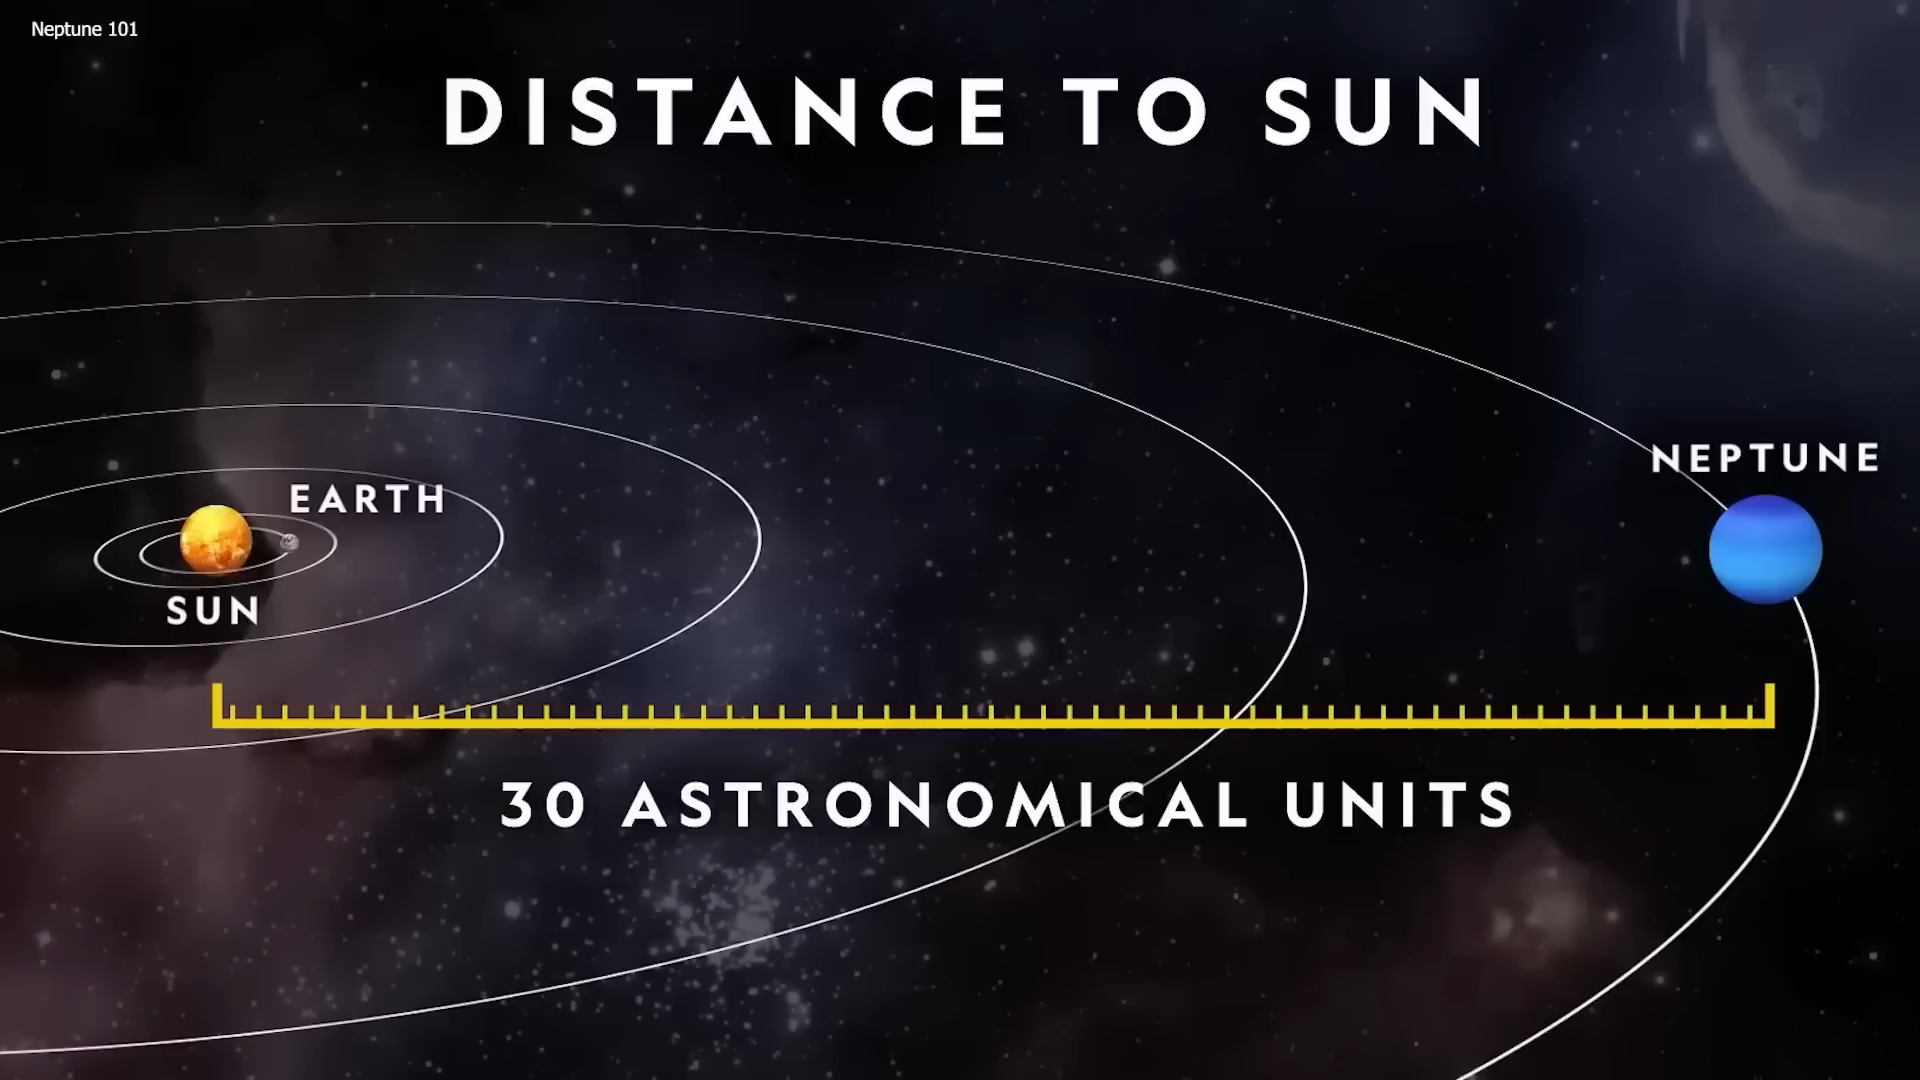 Neptune 101
DISTANCE TO SUN
NEPTUNE
EARTH
SUN
30 ASTRONOMICAL UNITS